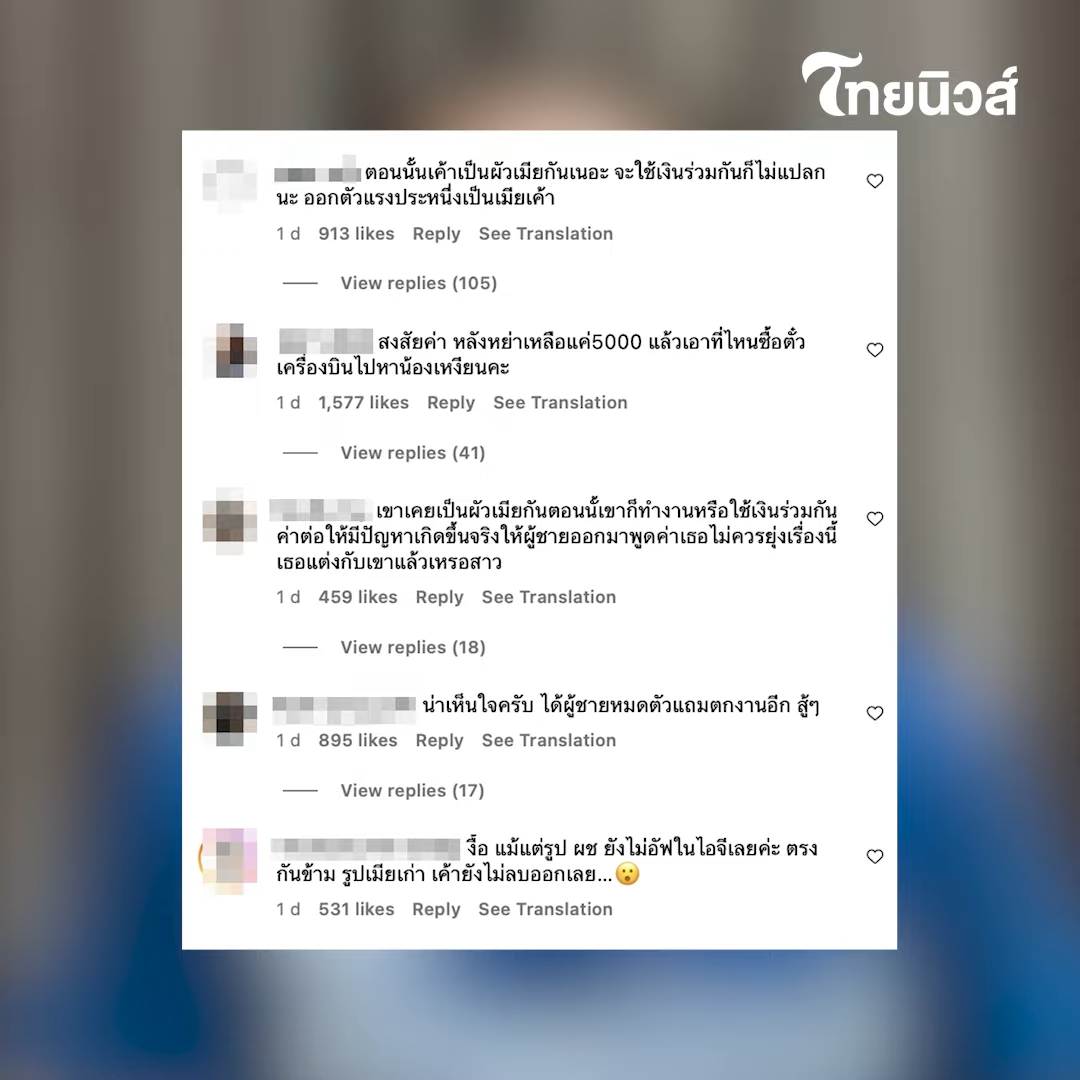 ไทยนิวส์
ตอนนั้นเค้าเป็นผัวเมียกันเนอะ จะใช้เงินร่วมกันก็ไม่แปลก
นะ ออกตัวแรงประหนึ่งเป็นเมียเค้า
1 d 913 likes Reply See Translation
View replies (105)
สงสัยค่า หลังหย่าเหลือแค่5000 แล้วเอาที่ไหนซื้อตั๋ว
เครื่องบินไปหาน้องเหงียนคะ
1 d 1,577 likes Reply See Translation
View replies (41)
เขาเคยเป็นผัวเมียกันตอนนั้เขาก็ทำงานหรือใช้เงินร่วมกัน
ค่าต่อให้มีปัญหาเกิดขึ้นจริงให้ผู้ชายออกมาพูดค่าเธอไม่ควรยุ่งเรื่องนี้
เธอแต่งกับเขาแล้วเหรอสาว
1 d 459 likes Reply See Translation
View replies (18)
น่าเห็นใจครับ ได้ผู้ชายหมดตัวแถมตกงานอีก สู้ๆ
1 d 895 likes Reply See Translation
View replies (17)
งื้อ แม้แต่รูป ผช ยังไม่อัฟในไอจีเลยค่ะ ตรง
กันข้าม รูปเมียเก่า เค้ายังไม่ลบออกเลย...😮
1 d 531 likes Reply See Translation